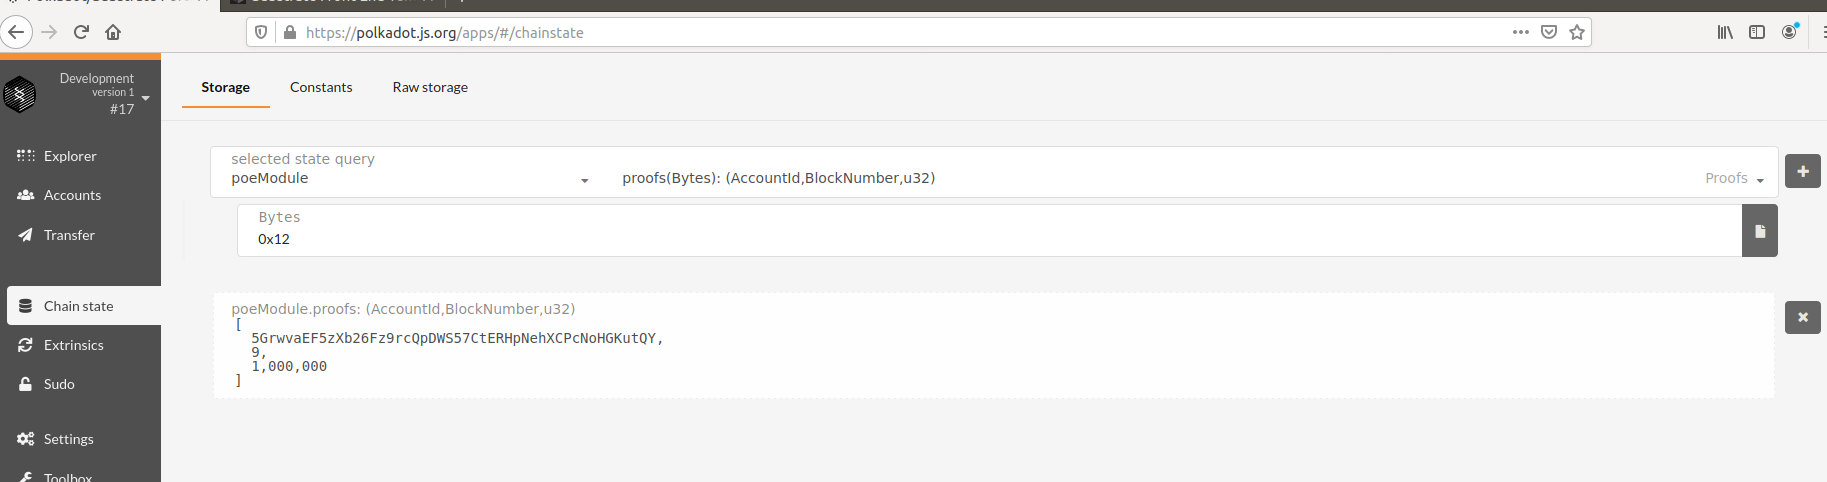 https://polkadot.js.org/apps/#/chainstate
Development
version 1
#17
Storage
Constants
Raw storage
Explorer
Accounts
Transfer
Chain state
Extrinsics
Sudo
Settings
Toolbox
selected state query
poeModule
proofs(Bytes): (AccountId,BlockNumber,u32)
Proofs
Bytes
0x12
poeModule.proofs: (AccountId,BlockNumber,u32)
[
5GrwvaEF5zXb26Fz9rcQpDWS57CtERHpNehXCPcNoHGKutQY,
9,
1,000,000
]